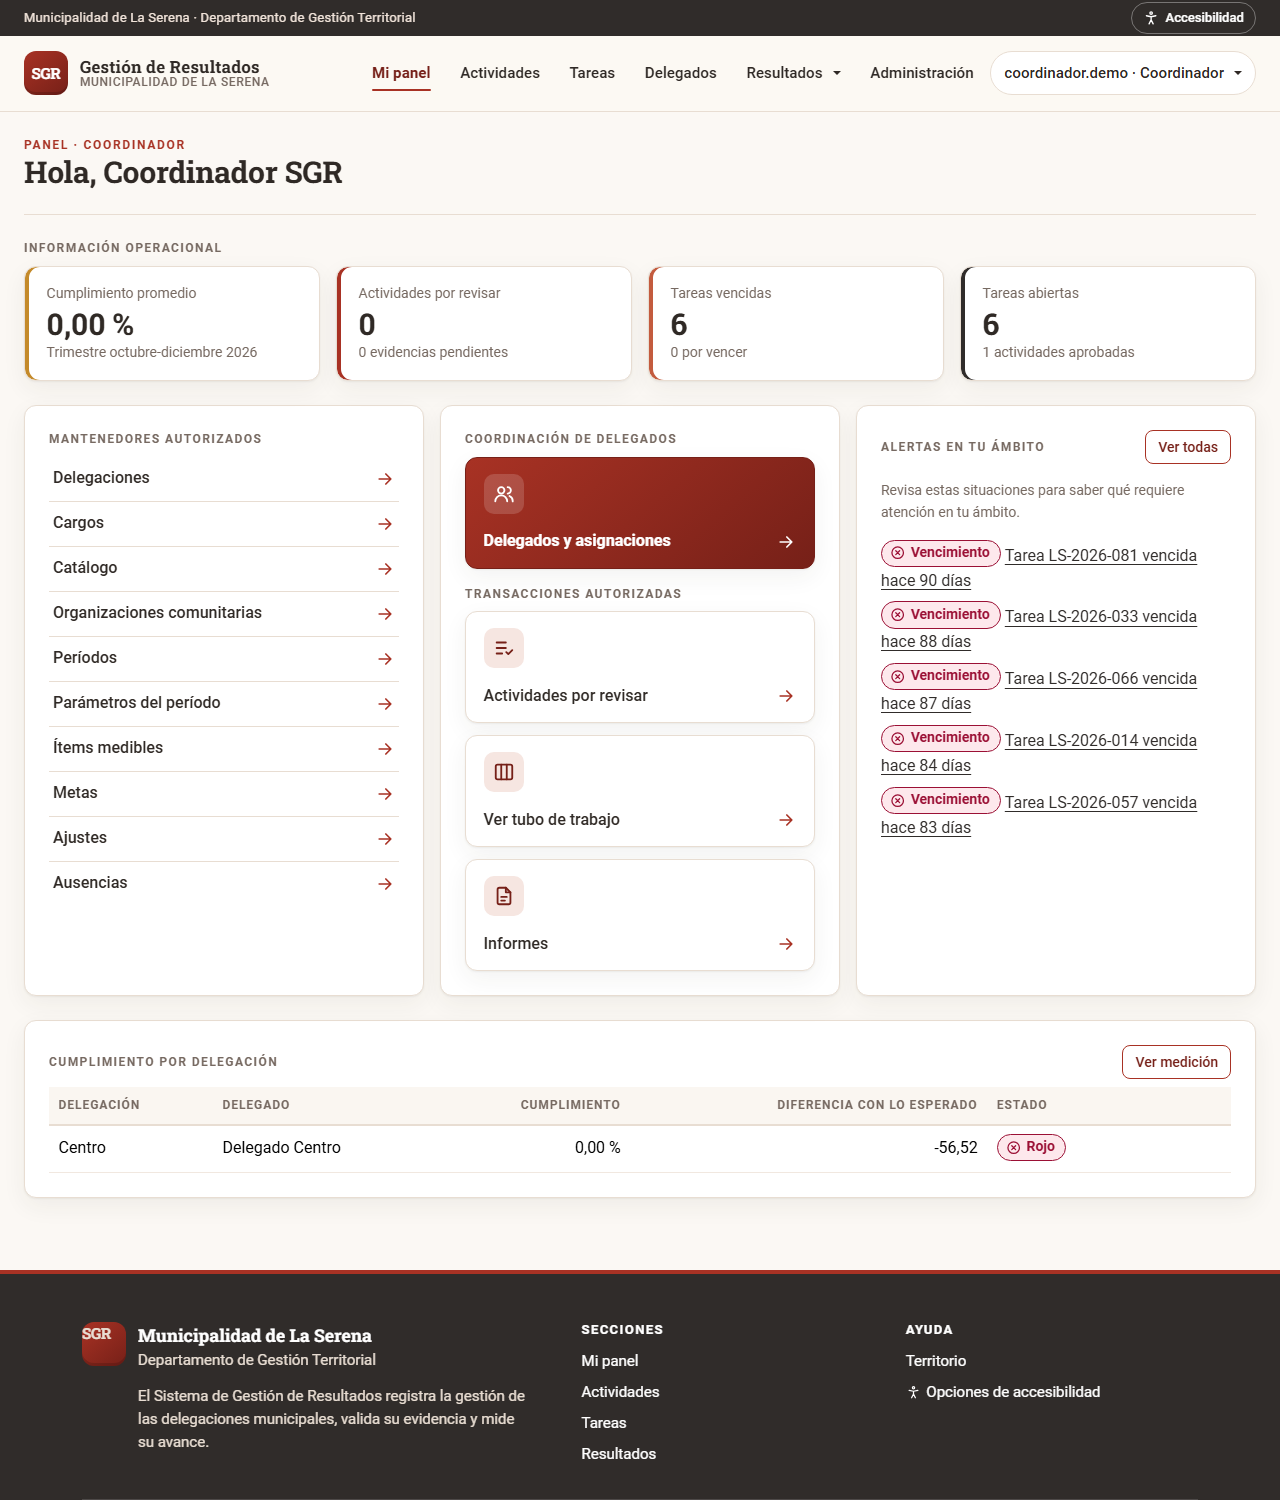 Municipalidad de La Serena · Departamento de Gestión Territorial
Accesibilidad
SGR
Gestión de Resultados
MUNICIPALIDAD DE LA SERENA
Mi panel
Actividades
Tareas
Delegados
Resultados
Administración
coordinador.demo · Coordinador
PANEL · COORDINADOR
Hola, Coordinador SGR
INFORMACIÓN OPERACIONAL
Cumplimiento promedio
0,00 %
Trimestre octubre-diciembre 2026
Actividades por revisar
0
0 evidencias pendientes
Tareas vencidas
6
0 por vencer
Tareas abiertas
6
1 actividades aprobadas
MANTENEDORES AUTORIZADOS
Delegaciones
Cargos
Catálogo
Organizaciones comunitarias
Períodos
Parámetros del período
Ítems medibles
Metas
Ajustes
Ausencias
COORDINACIÓN DE DELEGADOS
Delegados y asignaciones
TRANSACCIONES AUTORIZADAS
Actividades por revisar
Ver tubo de trabajo
Informes
ALERTAS EN TU ÁMBITO
Ver todas
Revisa estas situaciones para saber qué requiere
atención en tu ámbito.
Vencimiento Tarea LS-2026-081 vencida
hace 90 días
Vencimiento Tarea LS-2026-033 vencida
hace 88 días
Vencimiento Tarea LS-2026-066 vencida
hace 87 días
Vencimiento Tarea LS-2026-014 vencida
hace 84 días
Vencimiento Tarea LS-2026-057 vencida
hace 83 días
CUMPLIMIENTO POR DELEGACIÓN
Ver medición
DELEGACIÓN DELEGADO CUMPLIMIENTO DIFERENCIA CON LO ESPERADO ESTADO
Centro Delegado Centro 0,00 % -56,52 Rojo
SGR
Municipalidad de La Serena
Departamento de Gestión Territorial
El Sistema de Gestión de Resultados registra la gestión de
las delegaciones municipales, valida su evidencia y mide
su avance.
SECCIONES
Mi panel
Actividades
Tareas
Resultados
AYUDA
Territorio
Opciones de accesibilidad